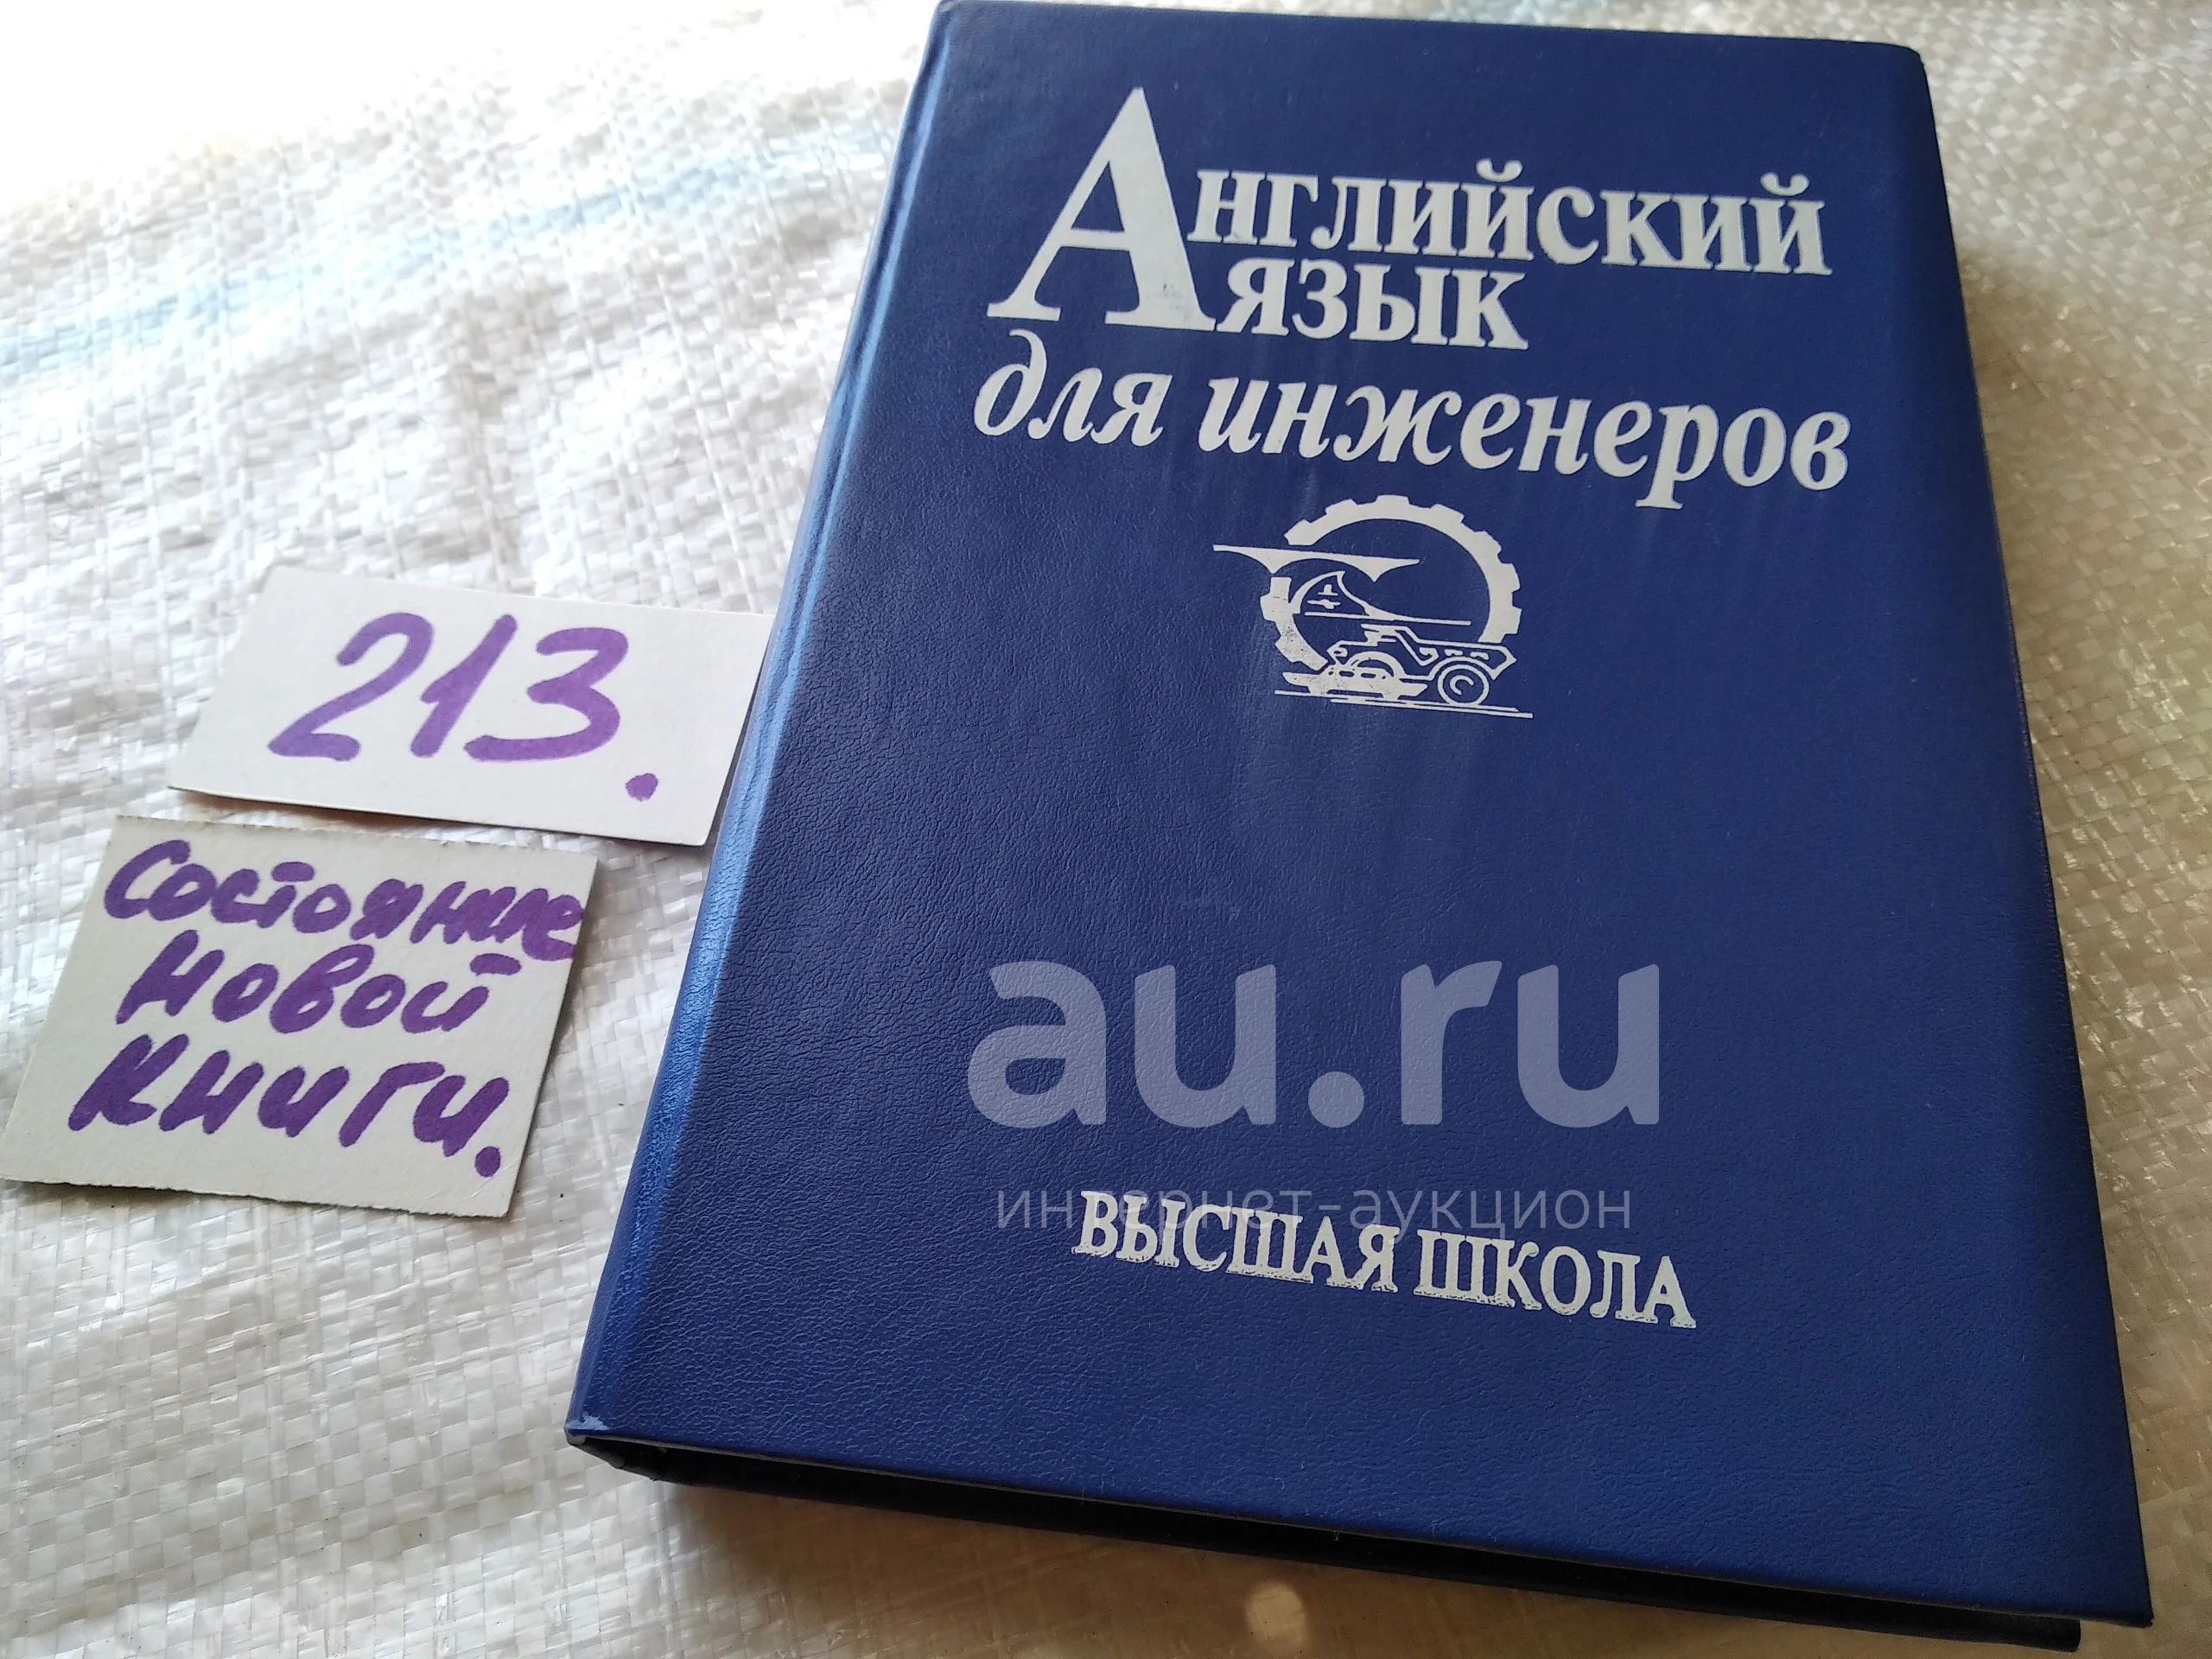 Английский
язык
для инженеров
213.
Состояние
новой
книги.
au.ru
интернет-аукцион
ВЫСШАЯ ШКОЛА